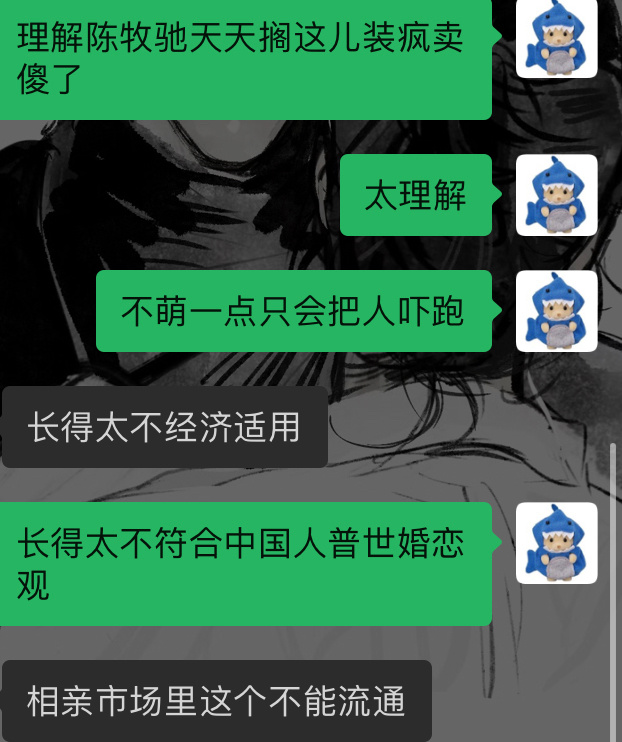 理解陈牧驰天天搁这儿装疯卖
傻了
太理解
不萌一点只会把人吓跑
长得太不经济适用
长得太不符合中国人普世婚恋
观
相亲市场里这个不能流通